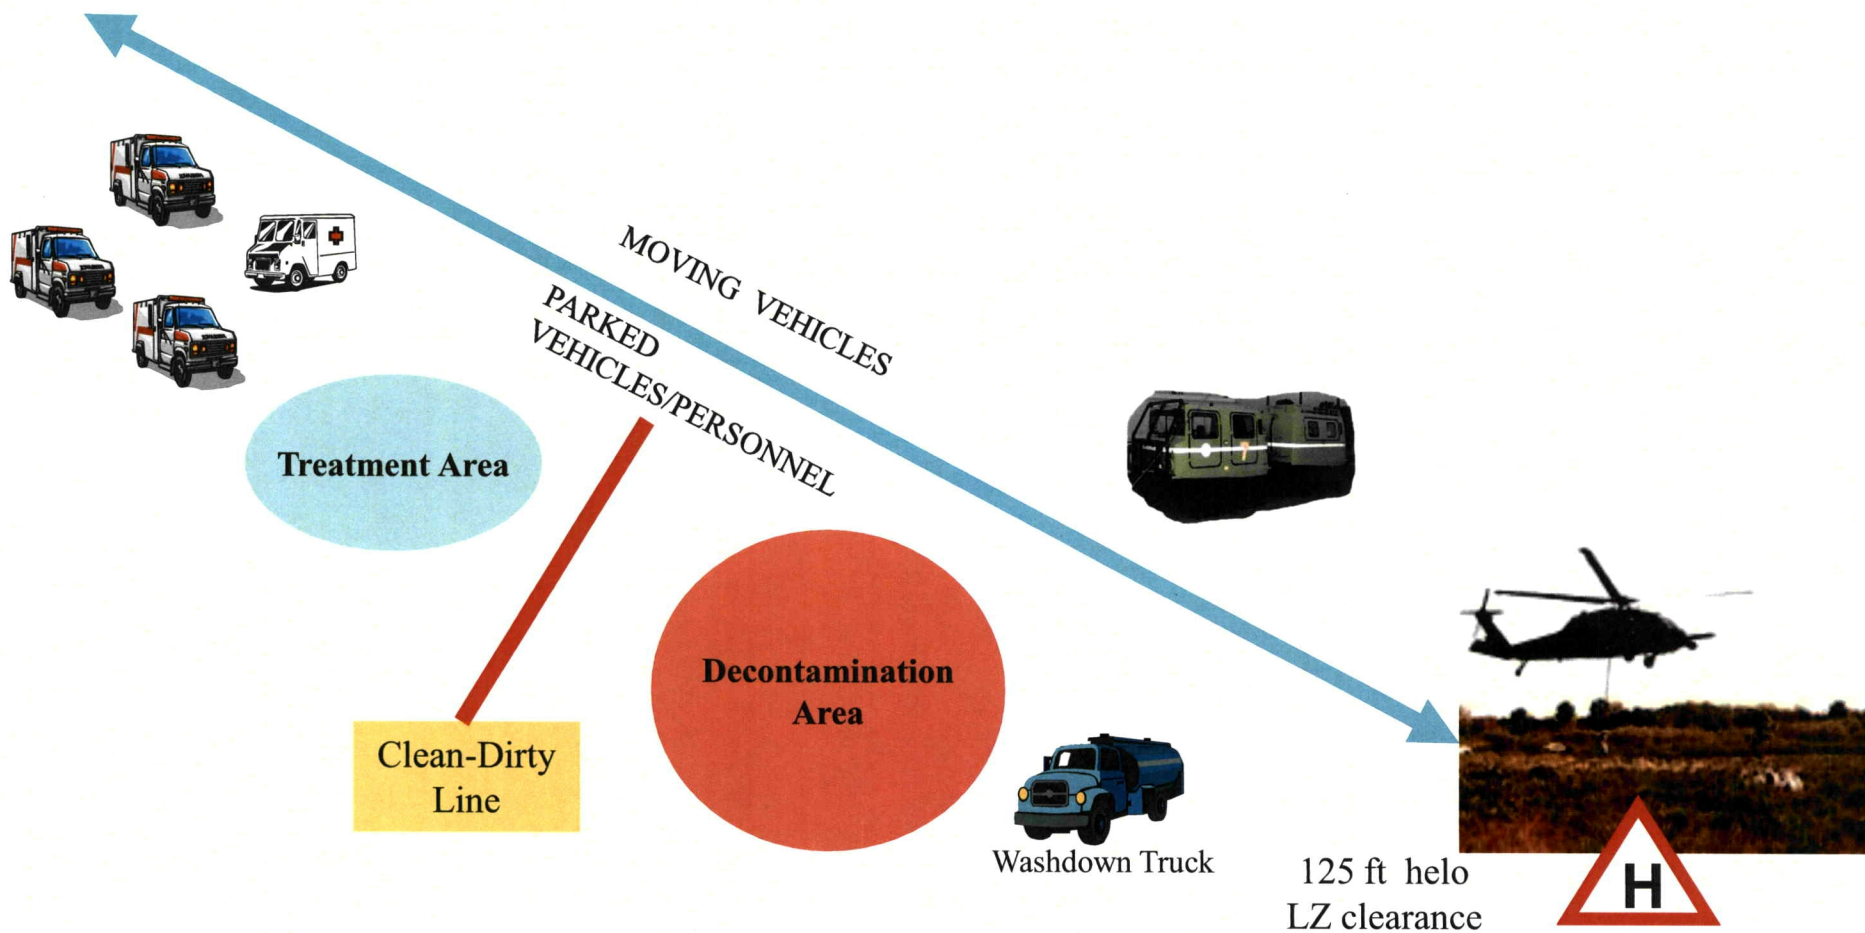 MOVING VEHICLES
PARKED
VEHICLES/PERSONNEL
Treatment Area
Decontamination
Area
Clean-Dirty
Line
Washdown Truck
125 ft helo
LZ clearance
H